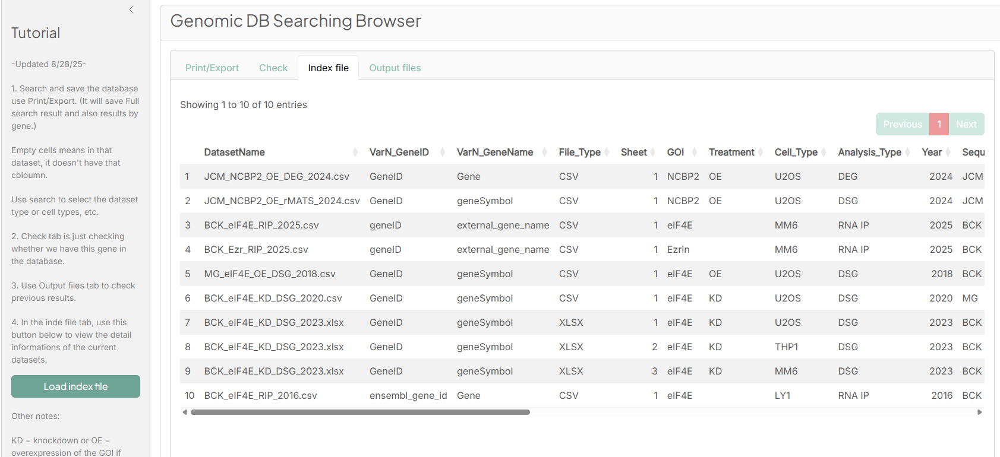 Tutorial
-Updated 8/28/25-
1. Search and save the database
use Print/Export. (It will save Full
search result and also results by
gene.)
Empty cells means in that
dataset, it doesn't have that
coloumn.
Use search to select the dataset
type or cell types, etc.
2. Check tab is just checking
whether we have this gene in
the database.
3. Use Output files tab to check
previous results.
4. In the inde file tab, use this
button below to view the detail
informations of the current
datasets.
Load index file
Other notes:
KD = knockdown or OE =
overexpression of the GOI if
Genomic DB Searching Browser
Print/Export Check Index file Output files
Showing 1 to 10 of 10 entries
Previous 1 Next
DatasetName VarN_GeneID VarN_GeneName File_Type Sheet GOI Treatment Cell_Type Analysis_Type Year Sequ
1 JCM_NCBP2_OE_DEG_2024.csv GeneID Gene CSV 1 NCBP2 OE U2OS DEG 2024 JCM
2 JCM_NCBP2_OE_rMATS_2024.csv GeneID geneSymbol CSV 1 NCBP2 OE U2OS DSG 2024 JCM
3 BCK_eIF4E_RIP_2025.csv geneID external_gene_name CSV 1 eIF4E MM6 RNA IP 2025 BCK
4 BCK_Ezr_RIP_2025.csv geneID external_gene_name CSV 1 Ezrin MM6 RNA IP 2025 BCK
5 MG_eIF4E_OE_DSG_2018.csv GeneID geneSymbol CSV 1 eIF4E OE U2OS DSG 2018 BCK
6 BCK_eIF4E_KD_DSG_2020.csv GeneID geneSymbol CSV 1 eIF4E KD U2OS DSG 2020 MG
7 BCK_eIF4E_KD_DSG_2023.xlsx GeneID geneSymbol XLSX 1 eIF4E KD U2OS DSG 2023 BCK
8 BCK_eIF4E_KD_DSG_2023.xlsx GeneID geneSymbol XLSX 2 eIF4E KD THP1 DSG 2023 BCK
9 BCK_eIF4E_KD_DSG_2023.xlsx GeneID geneSymbol XLSX 3 eIF4E KD MM6 DSG 2023 BCK
10 BCK_eIF4E_RIP_2016.csv ensembl_gene_id Gene CSV 1 eIF4E LY1 RNA IP 2016 BCK